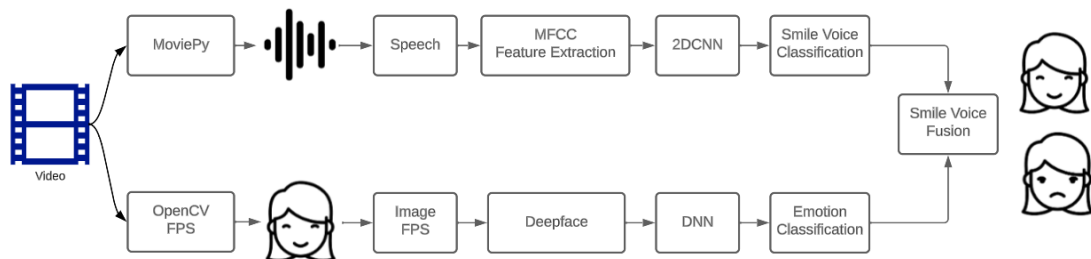 MoviePy
Speech
MFCC
Feature Extraction
2DCNN
Smile Voice
Classification
Smile Voice
Fusion
Video
OpenCV
FPS
Image
FPS
Deepface
DNN
Emotion
Classification